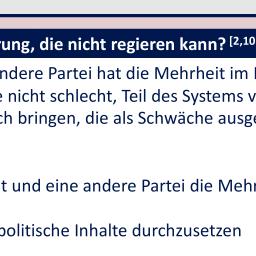 rung, die nicht regieren kann? [2,10
ndere Partei hat die Mehrheit im
nicht schlecht, Teil des Systems
ch bringen, die als Schwäche ausge
t und eine andere Partei die Mehr
politische Inhalte durchzusetzen